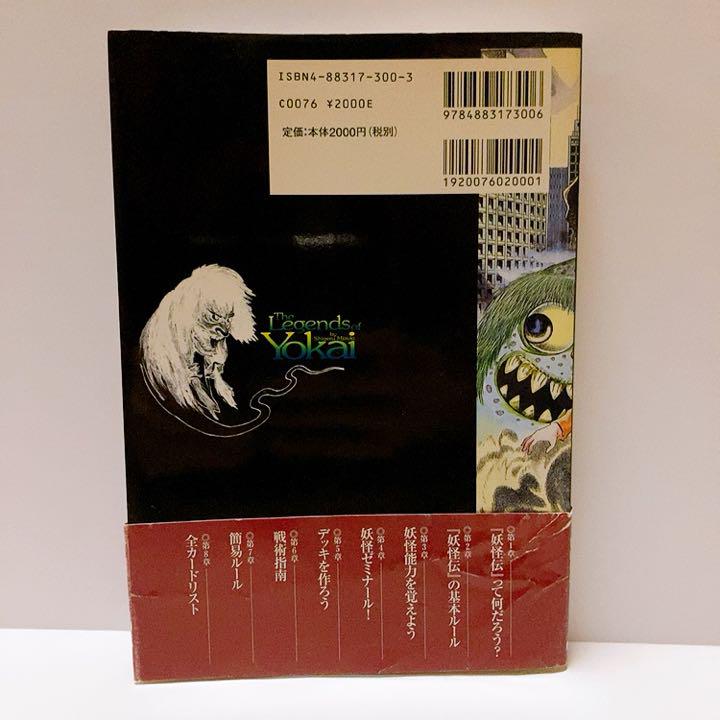 ISBN4-88317-300-3
C0076 ¥2000E
定価:本体2000円(税別)
9784883173006
1920076020001
The
Legends of
by
Shigeru Mizuki
Yokai
◎第1章
『妖怪伝』って何だろう?
◎第2章
『妖怪伝』の基本ルール
◎第3章
妖怪能力を覚えよう
◎第4章
妖怪ゼミナール!
◎第5章
デッキを作ろう
◎第6章
戦術指南
◎第7章
簡易ルール
◎第8章
全カードリスト